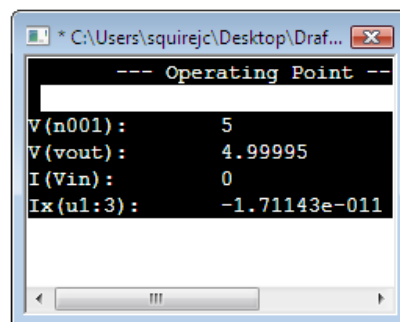 * C:\Users\squirejc\Desktop\Draf...
--- Operating Point --
V(n001): 5
V(vout): 4.99995
I(Vin): 0
Ix(u1:3): -1.71143e-011